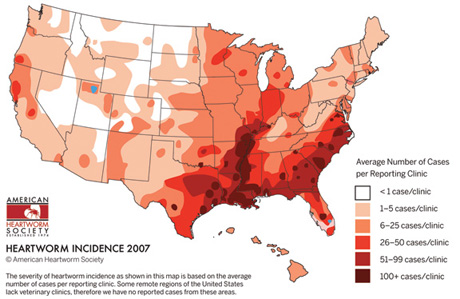 Average Number of Cases
per Reporting Clinic
< 1 case/clinic
1–5 cases/clinic
6–25 cases/clinic
26–50 cases/clinic
51–99 cases/clinic
100+ cases/clinic
AMERICAN
HEARTWORM
SOCIETY
ESTABLISHED 1974
HEARTWORM INCIDENCE 2007
© American Heartworm Society
The severity of heartworm incidence as shown in this map is based on the average
number of cases per reporting clinic. Some remote regions of the United States
lack veterinary clinics, therefore we have no reported cases from these areas.